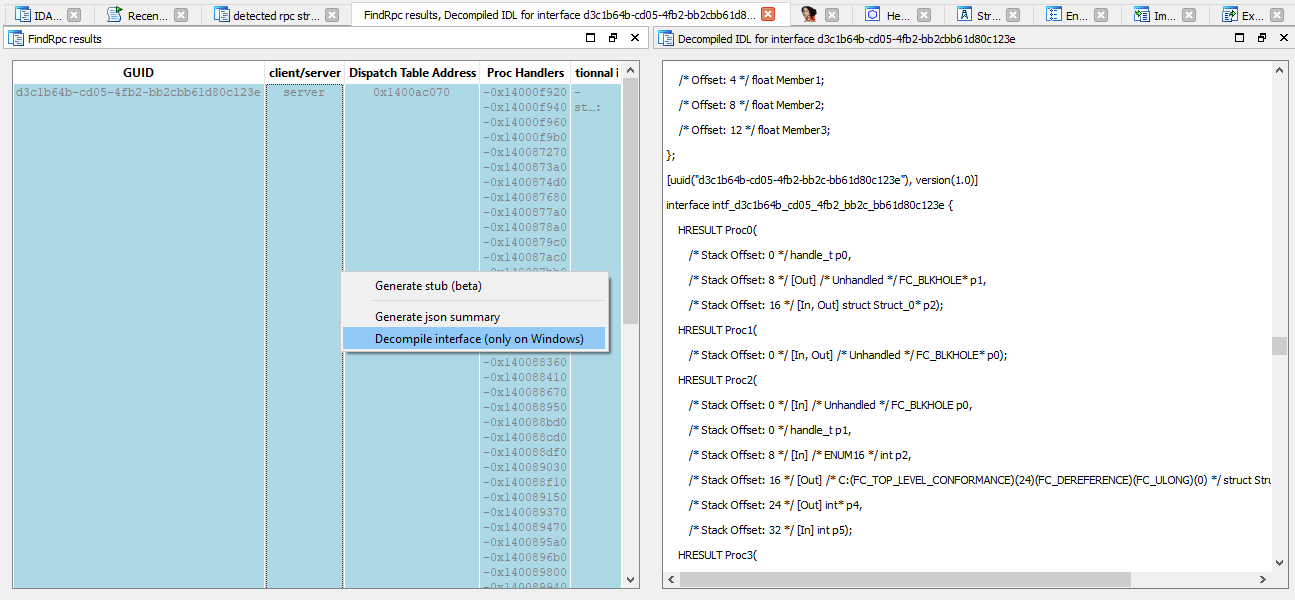 IDA... Recen... detected rpc str... FindRpc results, Decompiled IDL for interface d3c1b64b-cd05-4fb2-bb2cbb61d8... He... Str... En... Im... Ex...
FindRpc results
GUID client/server Dispatch Table Address Proc Handlers tionnal i
d3c1b64b-cd05-4fb2-bb2cbb61d80c123e server 0x1400ac070 -0x14000f920 -
-0x14000f940 st...:
-0x14000f960
-0x14000f9b0
-0x140087270
-0x1400873a0
-0x1400874d0
-0x140087680
-0x1400877a0
-0x1400878a0
-0x1400879c0
-0x140087ac0
Generate stub (beta)
Generate json summary
Decompile interface (only on Windows)
-0x140088360
-0x140088410
-0x140088670
-0x140088950
-0x140088bd0
-0x140088cd0
-0x140088df0
-0x140089030
-0x140088f10
-0x140089150
-0x140089370
-0x140089470
-0x1400895a0
-0x1400896b0
-0x140089800
-0x140089940
Decompiled IDL for interface d3c1b64b-cd05-4fb2-bb2cbb61d80c123e
/* Offset: 4 */ float Member1;
/* Offset: 8 */ float Member2;
/* Offset: 12 */ float Member3;
};
[uuid("d3c1b64b-cd05-4fb2-bb2c-bb61d80c123e"), version(1.0)]
interface intf_d3c1b64b_cd05_4fb2_bb2c_bb61d80c123e {
HRESULT Proc0(
/* Stack Offset: 0 */ handle_t p0,
/* Stack Offset: 8 */ [Out] /* Unhandled */ FC_BLKHOLE* p1,
/* Stack Offset: 16 */ [In, Out] struct Struct_0* p2);
HRESULT Proc1(
/* Stack Offset: 0 */ [In, Out] /* Unhandled */ FC_BLKHOLE* p0);
HRESULT Proc2(
/* Stack Offset: 0 */ [In] /* Unhandled */ FC_BLKHOLE p0,
/* Stack Offset: 0 */ handle_t p1,
/* Stack Offset: 8 */ [In] /* ENUM16 */ int p2,
/* Stack Offset: 16 */ [Out] /* C:(FC_TOP_LEVEL_CONFORMANCE)(24)(FC_DEREFERENCE)(FC_ULONG)(0) */ struct Stru
/* Stack Offset: 24 */ [Out] int* p4,
/* Stack Offset: 32 */ [In] int p5);
HRESULT Proc3(